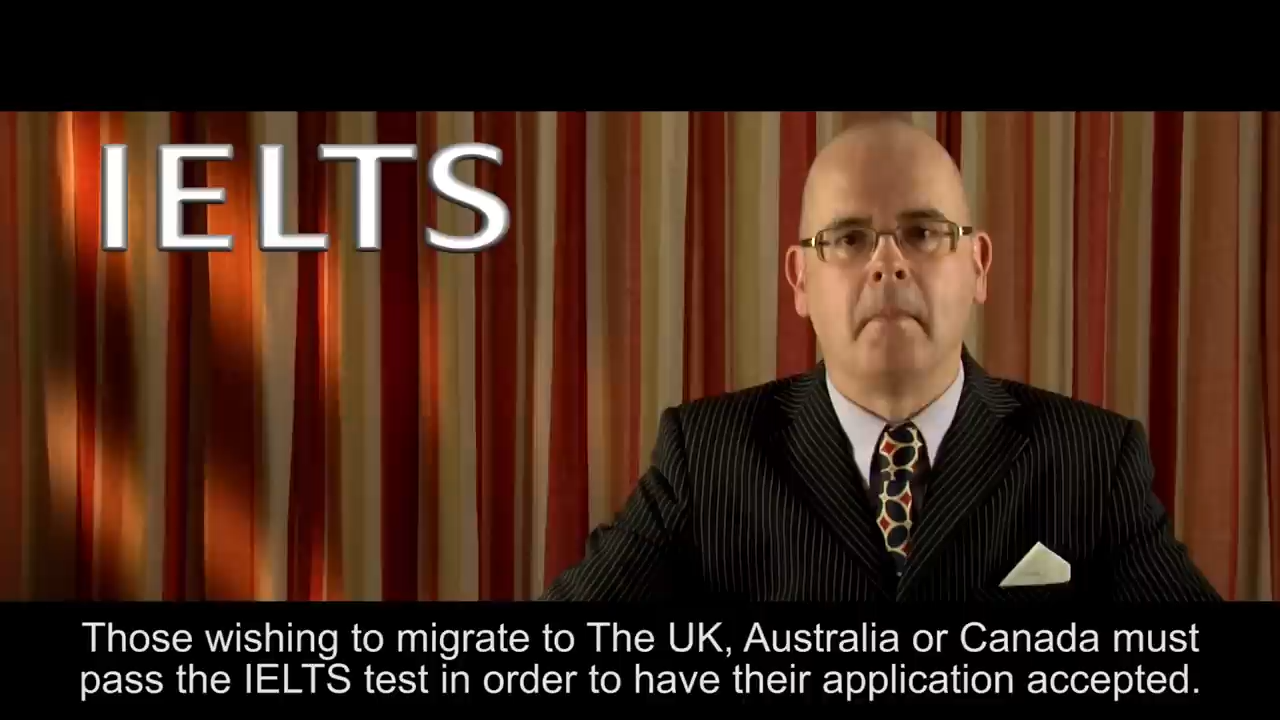 IELTS
Those wishing to migrate to The UK, Australia or Canada must
pass the IELTS test in order to have their application accepted.